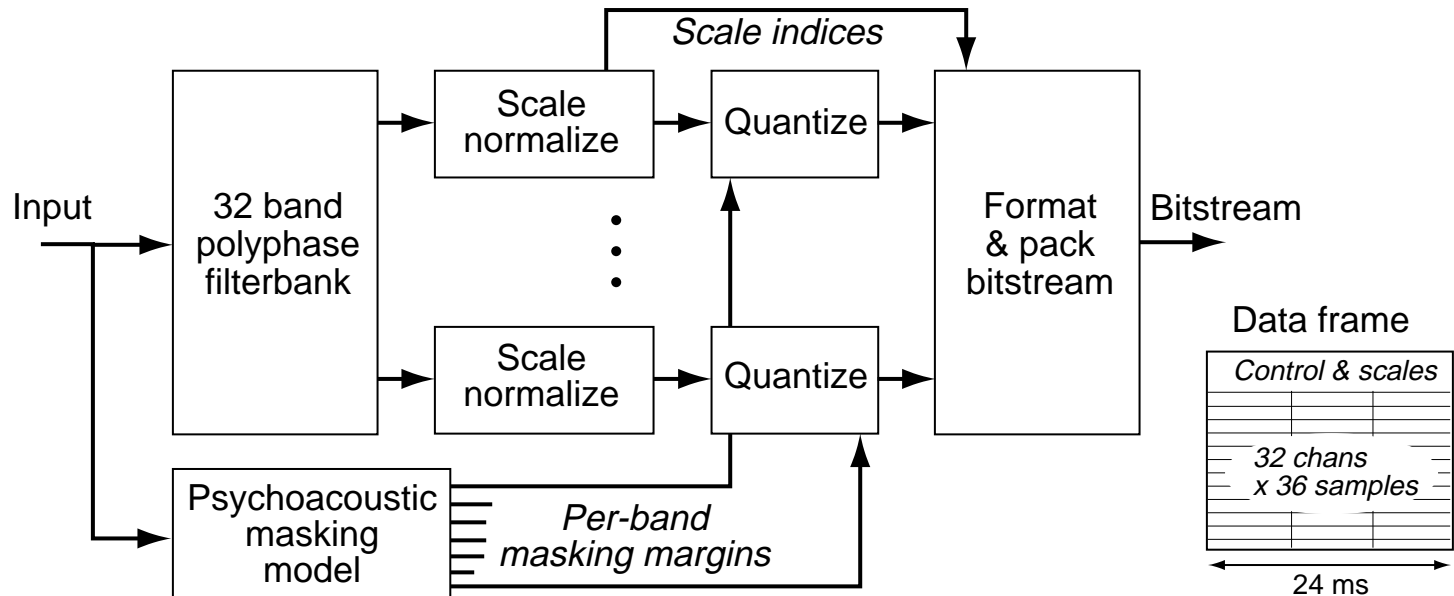 Scale indices
Scale
normalize
Quantize
Input
32 band
polyphase
filterbank
Format
& pack
bitstream
Bitstream
Scale
normalize
Quantize
Data frame
Control & scales
32 chans
x 36 samples
24 ms
Psychoacoustic
masking
model
Per-band
masking margins